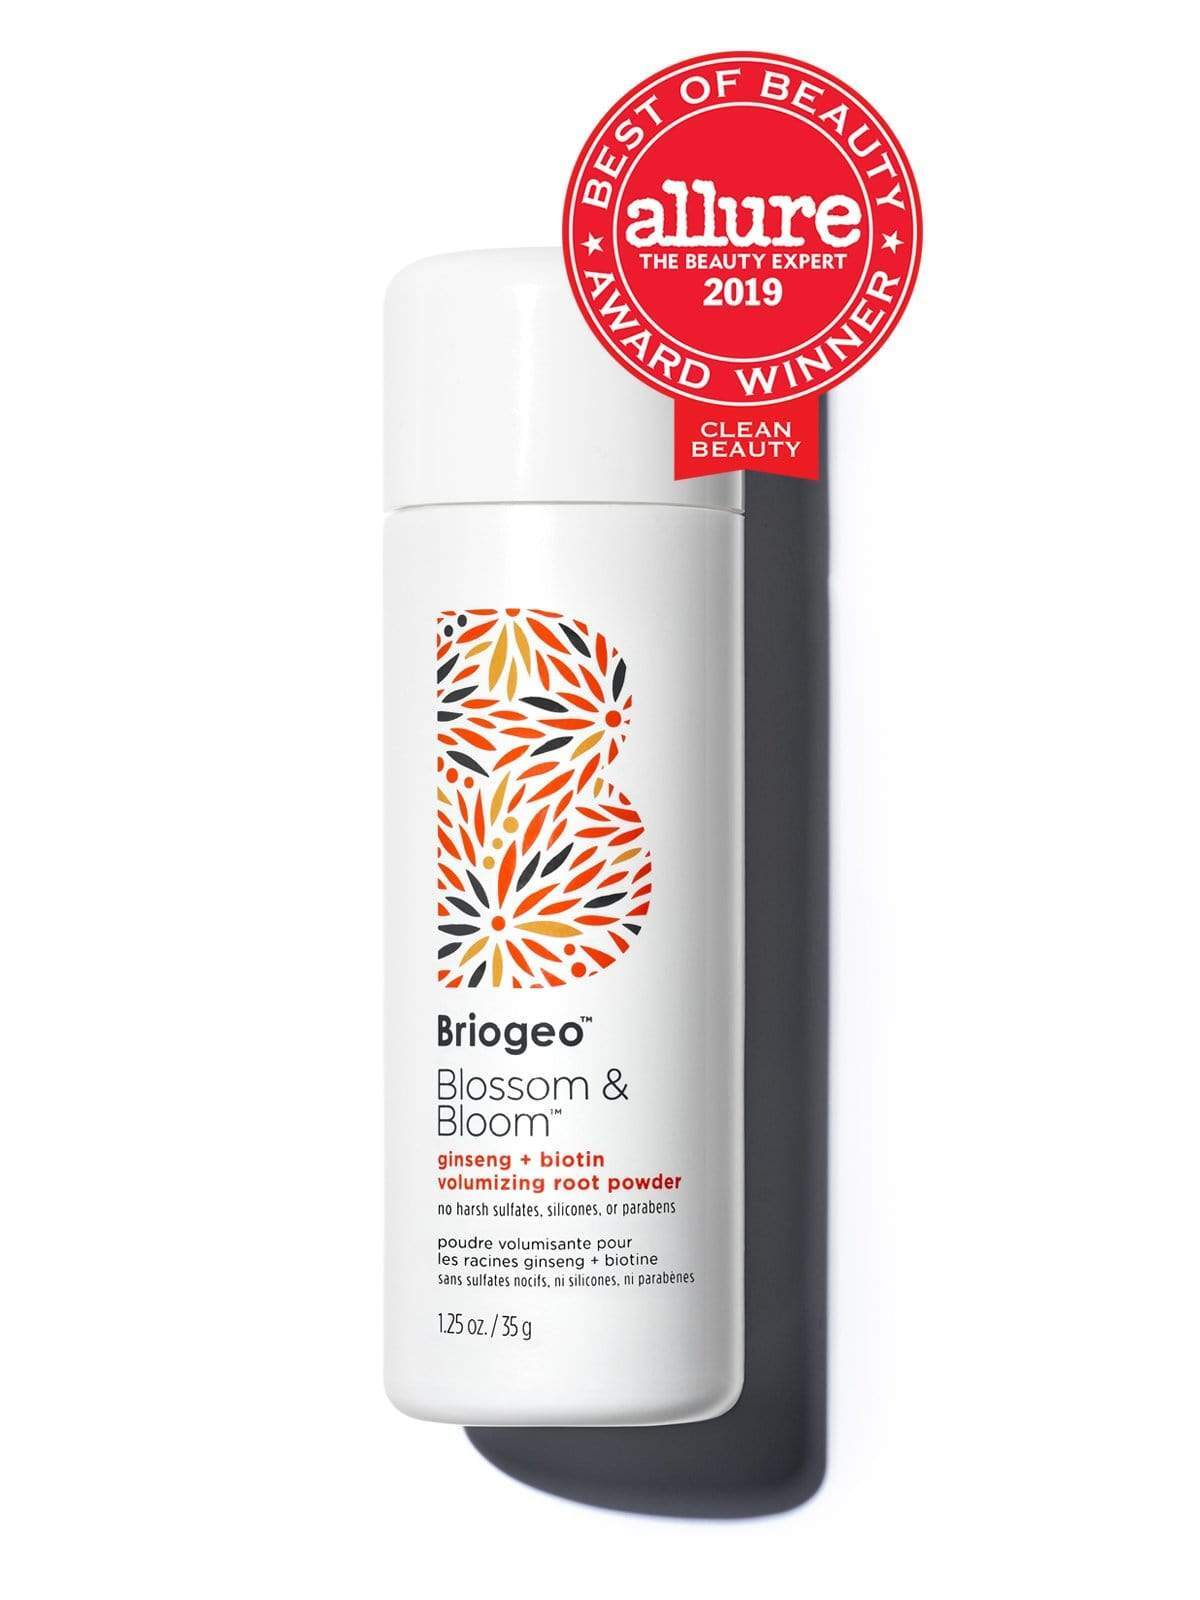 BEST OF BEAUTY
allure
THE BEAUTY EXPERT
2019
AWARD WINNER
CLEAN
BEAUTY
Briogeo™
Blossom &
Bloom™
ginseng + biotin
volumizing root powder
no harsh sulfates, silicones, or parabens
poudre volumisante pour
les racines ginseng + biotine
sans sulfates nocifs, ni silicones, ni parabènes
1.25 oz. / 35 g